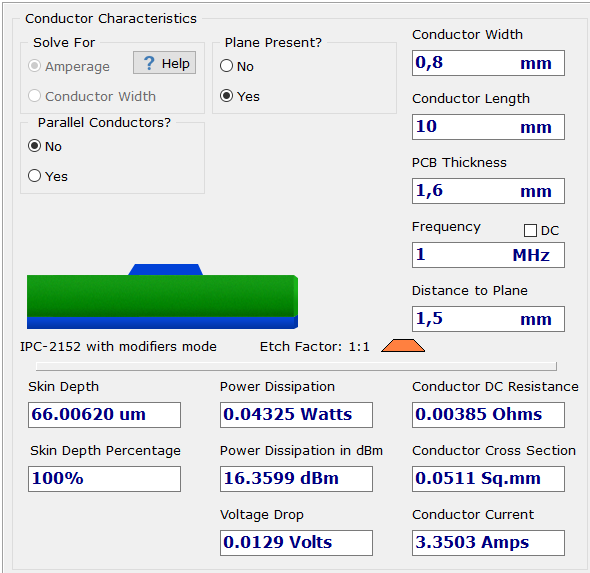 Conductor Characteristics
Solve For
Amperage
? Help
Conductor Width
Plane Present?
No
Yes
Parallel Conductors?
No
Yes
Conductor Width
0,8 mm
Conductor Length
10 mm
PCB Thickness
1,6 mm
Frequency
DC
1 MHz
Distance to Plane
1,5 mm
IPC-2152 with modifiers mode
Etch Factor: 1:1
Skin Depth
66.00620 um
Skin Depth Percentage
100%
Power Dissipation
0.04325 Watts
Power Dissipation in dBm
16.3599 dBm
Voltage Drop
0.0129 Volts
Conductor DC Resistance
0.00385 Ohms
Conductor Cross Section
0.0511 Sq.mm
Conductor Current
3.3503 Amps